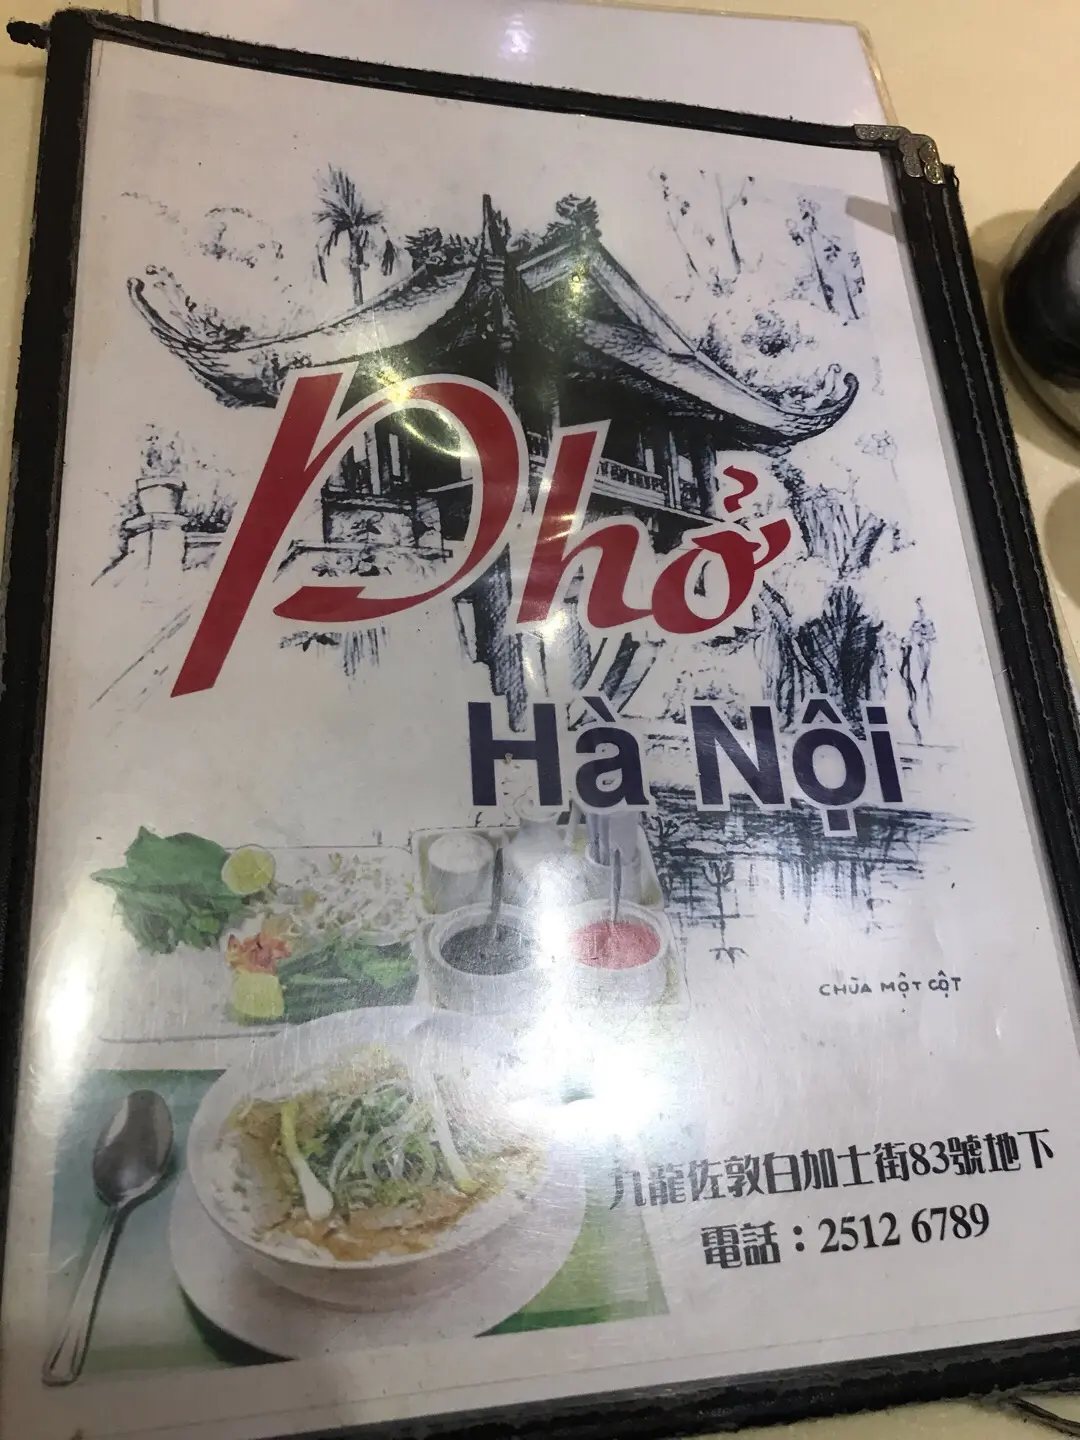 Phở
Hà Nội
CHÙA MỘT CỘT
九龍佐敦白加士街83號地下
電話：2512 6789